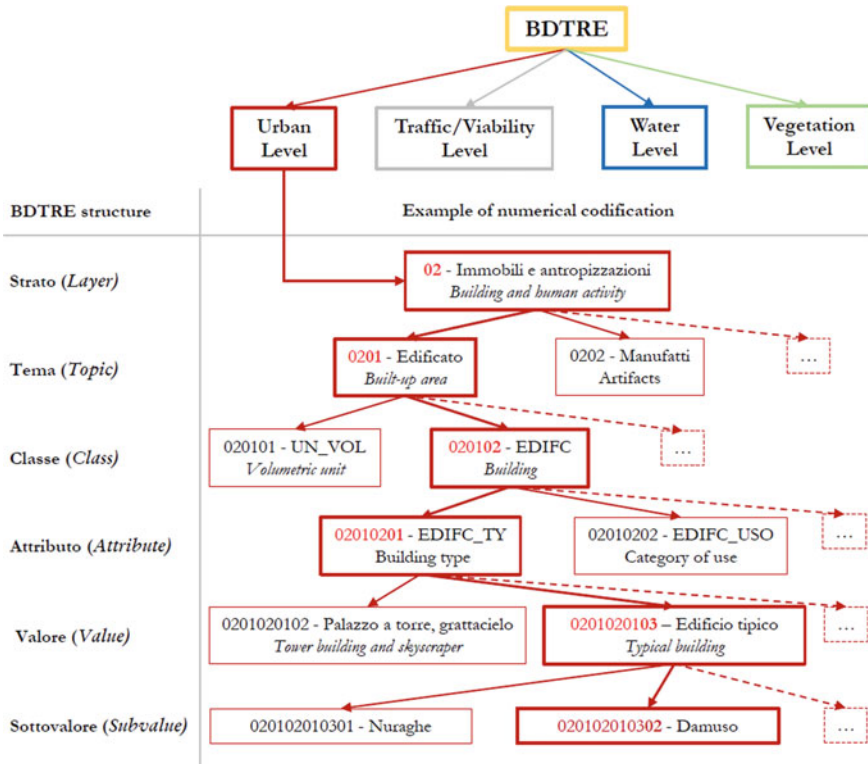 BDTRE
Urban
Level
Traffic/Viability
Level
Water
Level
Vegetation
Level
BDTRE structure
Example of numerical codification
Strato (Layer)
02 - Immobili e antropizzazioni
Building and human activity
Tema (Topic)
0201 - Edificato
Built-up area
0202 - Manufatti
Artifacts
...
Classe (Class)
020101 - UN_VOL
Volumetric unit
020102 - EDIFC
Building
...
Attributo (Attribute)
02010201 - EDIFC_TY
Building type
02010202 - EDIFC_USO
Category of use
...
Valore (Value)
0201020102 - Palazzo a torre, grattacielo
Tower building and skyscraper
0201020103 – Edificio tipico
Typical building
...
Sottovalore (Subvalue)
020102010301 - Nuraghe
020102010302 - Damuso
...